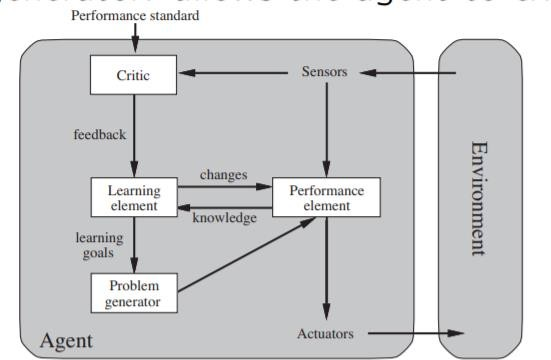 Performance standard
Critic
Sensors
feedback
changes
Learning
element
Performance
element
knowledge
learning
goals
Problem
generator
Agent
Actuators
Environment